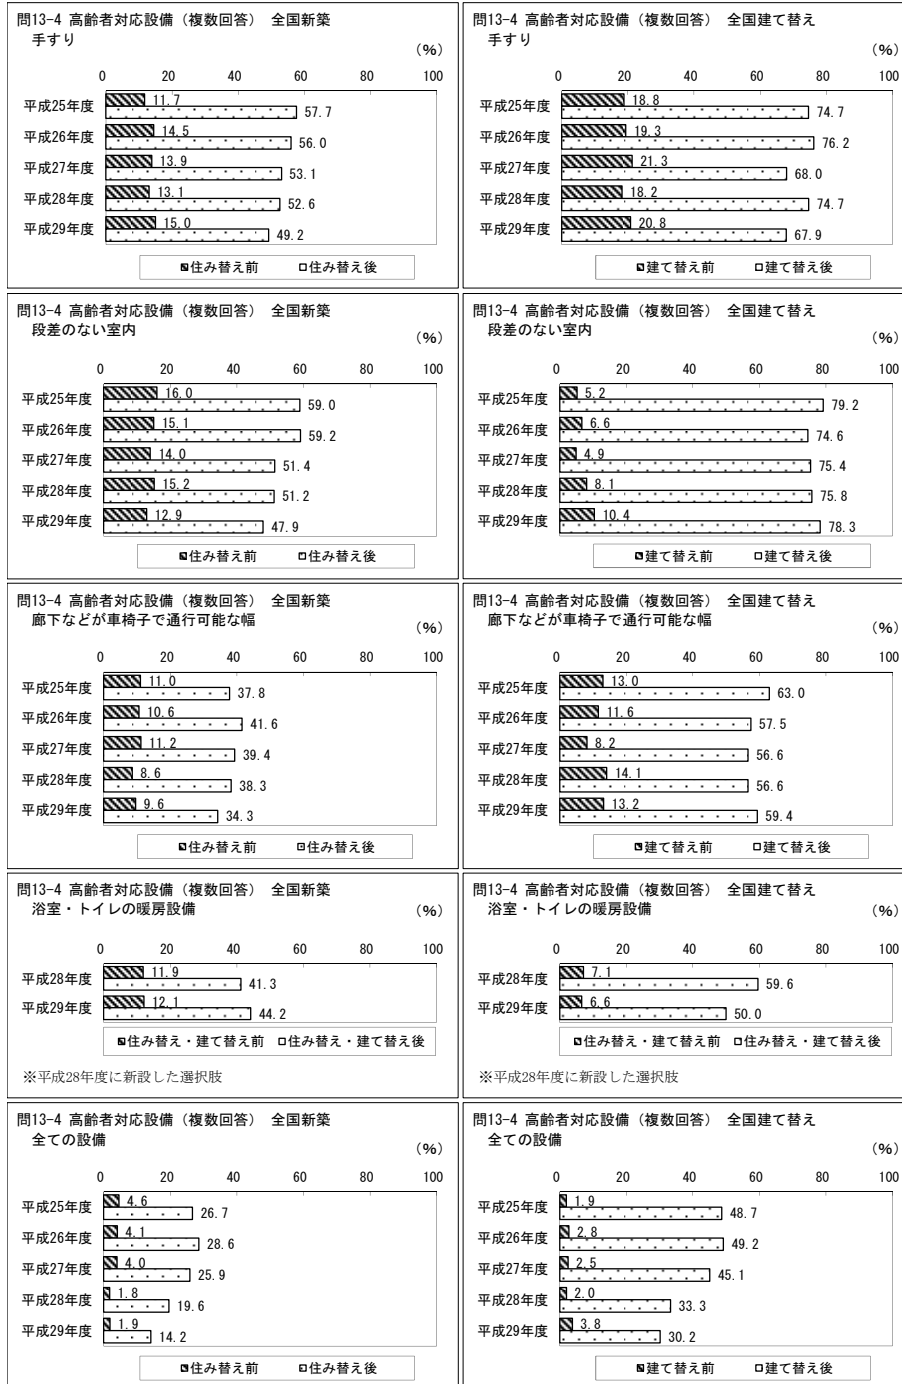 問13-4 高齢者対応設備（複数回答） 全国新築
手すり
(%)
0 20 40 60 80 100
平成25年度 11.7 57.7
平成26年度 14.5 56.0
平成27年度 13.9 53.1
平成28年度 13.1 52.6
平成29年度 15.0 49.2
住み替え前 住み替え後
問13-4 高齢者対応設備（複数回答） 全国建て替え
手すり
(%)
0 20 40 60 80 100
平成25年度 18.8 74.7
平成26年度 19.3 76.2
平成27年度 21.3 68.0
平成28年度 18.2 74.7
平成29年度 20.8 67.9
建て替え前 建て替え後
問13-4 高齢者対応設備（複数回答） 全国新築
段差のない室内
(%)
0 20 40 60 80 100
平成25年度 16.0 59.0
平成26年度 15.1 59.2
平成27年度 14.0 51.4
平成28年度 15.2 51.2
平成29年度 12.9 47.9
住み替え前 住み替え後
問13-4 高齢者対応設備（複数回答） 全国建て替え
段差のない室内
(%)
0 20 40 60 80 100
平成25年度 5.2 79.2
平成26年度 6.6 74.6
平成27年度 4.9 75.4
平成28年度 8.1 75.8
平成29年度 10.4 78.3
建て替え前 建て替え後
問13-4 高齢者対応設備（複数回答） 全国新築
廊下などが車椅子で通行可能な幅
(%)
0 20 40 60 80 100
平成25年度 11.0 37.8
平成26年度 10.6 41.6
平成27年度 11.2 39.4
平成28年度 8.6 38.3
平成29年度 9.6 34.3
住み替え前 住み替え後
問13-4 高齢者対応設備（複数回答） 全国建て替え
廊下などが車椅子で通行可能な幅
(%)
0 20 40 60 80 100
平成25年度 13.0 63.0
平成26年度 11.6 57.5
平成27年度 8.2 56.6
平成28年度 14.1 56.6
平成29年度 13.2 59.4
建て替え前 建て替え後
問13-4 高齢者対応設備（複数回答） 全国新築
浴室・トイレの暖房設備
(%)
0 20 40 60 80 100
平成28年度 11.9 41.3
平成29年度 12.1 44.2
住み替え・建て替え前 住み替え・建て替え後
※平成28年度に新設した選択肢
問13-4 高齢者対応設備（複数回答） 全国建て替え
浴室・トイレの暖房設備
(%)
0 20 40 60 80 100
平成28年度 7.1 59.6
平成29年度 6.6 50.0
住み替え・建て替え前 住み替え・建て替え後
※平成28年度に新設した選択肢
問13-4 高齢者対応設備（複数回答） 全国新築
全ての設備
(%)
0 20 40 60 80 100
平成25年度 4.6 26.7
平成26年度 4.1 28.6
平成27年度 4.0 25.9
平成28年度 1.8 19.6
平成29年度 1.9 14.2
住み替え前 住み替え後
問13-4 高齢者対応設備（複数回答） 全国建て替え
全ての設備
(%)
0 20 40 60 80 100
平成25年度 1.9 48.7
平成26年度 2.8 49.2
平成27年度 2.5 45.1
平成28年度 2.0 33.3
平成29年度 3.8 30.2
建て替え前 建て替え後